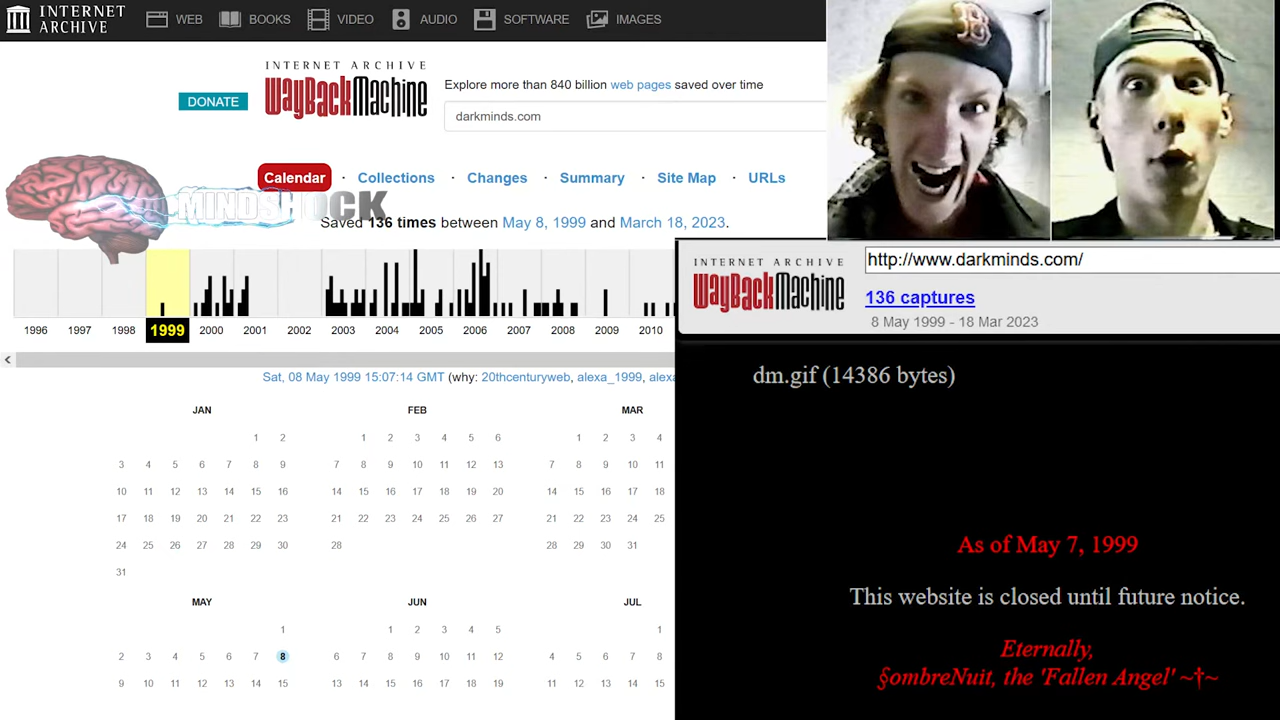 INTERNET ARCHIVE
WEB BOOKS VIDEO AUDIO SOFTWARE IMAGES
DONATE
INTERNET ARCHIVE
WayBackMachine
Explore more than 840 billion web pages saved over time
darkminds.com
Calendar · Collections · Changes · Summary · Site Map · URLs
MINDSHOCK
Saved 136 times between May 8, 1999 and March 18, 2023.
1996 1997 1998 1999 2000 2001 2002 2003 2004 2005 2006 2007 2008 2009 2010
Sat, 08 May 1999 15:07:14 GMT (why: 20thcenturyweb, alexa_1999, alexa
JAN
1 2
3 4 5 6 7 8 9
10 11 12 13 14 15 16
17 18 19 20 21 22 23
24 25 26 27 28 29 30
31
FEB
1 2 3 4 5 6
7 8 9 10 11 12 13
14 15 16 17 18 19 20
21 22 23 24 25 26 27
28
MAR
1 2 3 4
7 8 9 10 11
14 15 16 17 18
21 22 23 24 25
28 29 30 31
MAY
1
2 3 4 5 6 7 8
9 10 11 12 13 14 15
JUN
1 2 3 4 5
6 7 8 9 10 11 12
13 14 15 16 17 18 19
JUL
1
4 5 6 7 8
11 12 13 14 15
B
INTERNET ARCHIVE
WayBackMachine
http://www.darkminds.com/
136 captures
8 May 1999 - 18 Mar 2023
dm.gif (14386 bytes)
As of May 7, 1999
This website is closed until future notice.
Eternally,
§ombreNuit, the 'Fallen Angel' ~†~